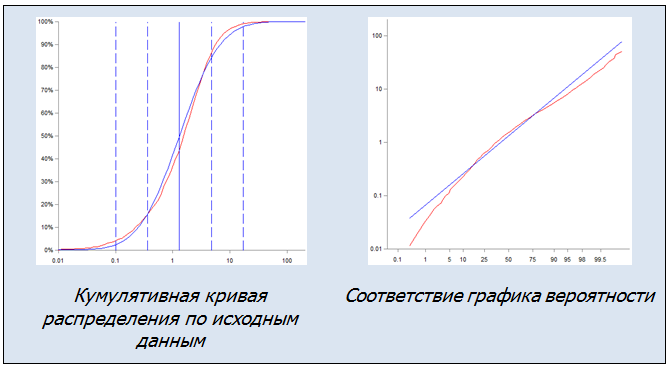 100%
90%
80%
70%
60%
50%
40%
30%
20%
10%
0%
0.01 0.1 1 10 100
Кумулятивная кривая
распределения по исходным
данным
100
10
1
0.1
0.01
0.1 1 5 10 25 50 75 90 95 98 99.5
Соответствие графика вероятности